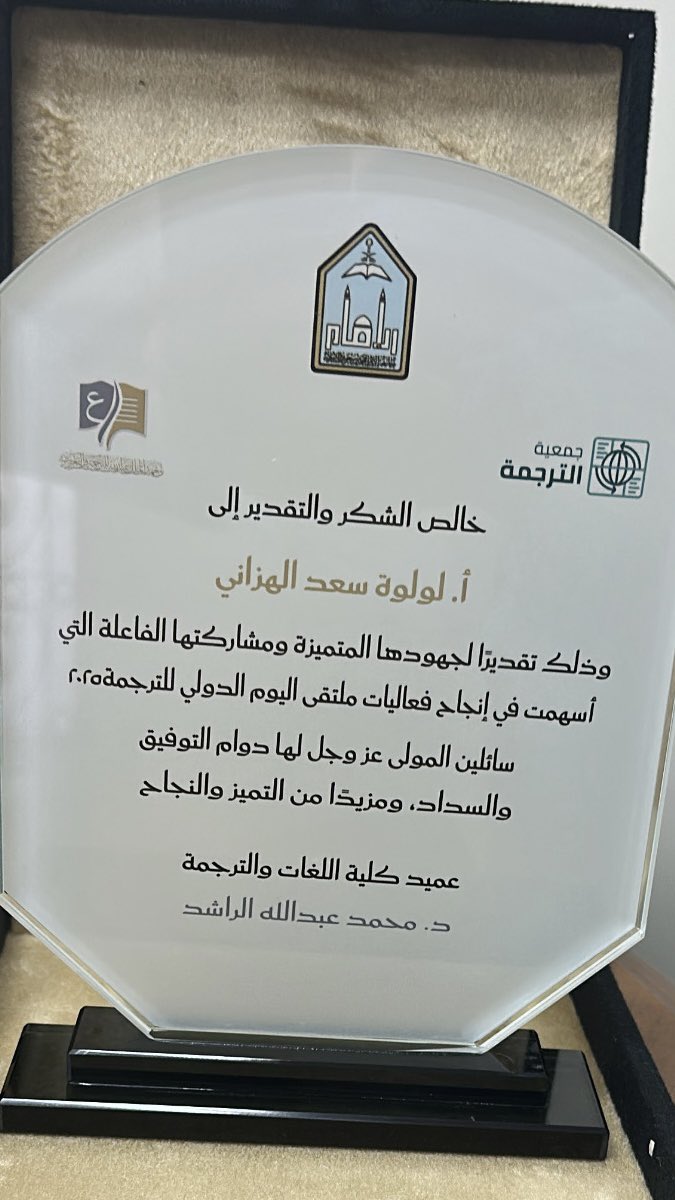 الإمام
جمعية
الترجمة
ع
خالص الشكر والتقدير إلى
أ. لولوة سعد الهزاني
وذلك تقديرًا لجهودها المتميزة ومشاركتها الفاعلة التي
أسهمت في إنجاح فعاليات ملتقى اليوم الدولي للترجمة٢٠٢٥
سائلين المولى عز وجل لها دوام التوفيق
والسداد، ومزيدًا من التميز والنجاح
عميد كلية اللغات والترجمة
د. محمد عبدالله الراشد